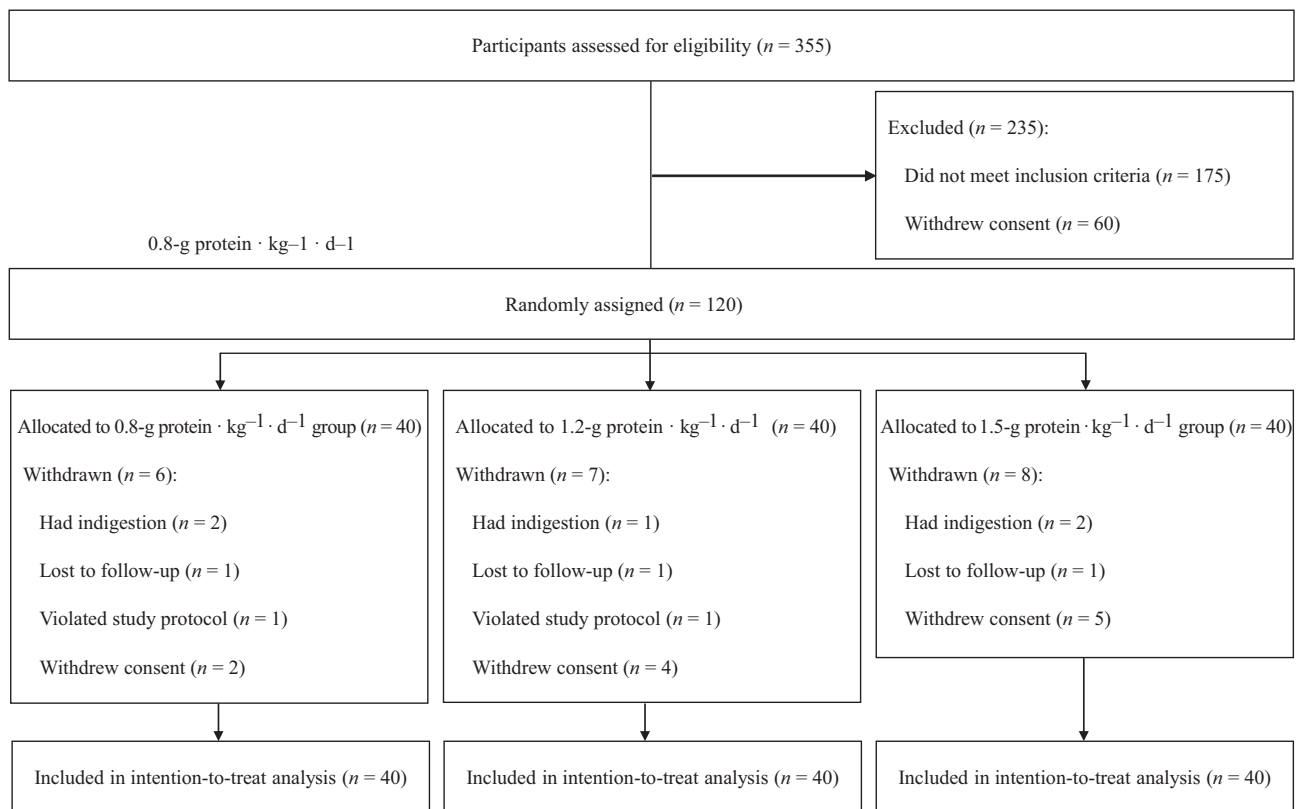 Participants assessed for eligibility (n = 355)
Excluded (n = 235):
Did not meet inclusion criteria (n = 175)
Withdrew consent (n = 60)
0.8-g protein · kg–1 · d–1
Randomly assigned (n = 120)
Allocated to 0.8-g protein · kg⁻¹ · d⁻¹ group (n = 40)
Withdrawn (n = 6):
Had indigestion (n = 2)
Lost to follow-up (n = 1)
Violated study protocol (n = 1)
Withdrew consent (n = 2)
Allocated to 1.2-g protein · kg⁻¹ · d⁻¹ (n = 40)
Withdrawn (n = 7):
Had indigestion (n = 1)
Lost to follow-up (n = 1)
Violated study protocol (n = 1)
Withdrew consent (n = 4)
Allocated to 1.5-g protein · kg⁻¹ · d⁻¹ group (n = 40)
Withdrawn (n = 8):
Had indigestion (n = 2)
Lost to follow-up (n = 1)
Withdrew consent (n = 5)
Included in intention-to-treat analysis (n = 40)
Included in intention-to-treat analysis (n = 40)
Included in intention-to-treat analysis (n = 40)